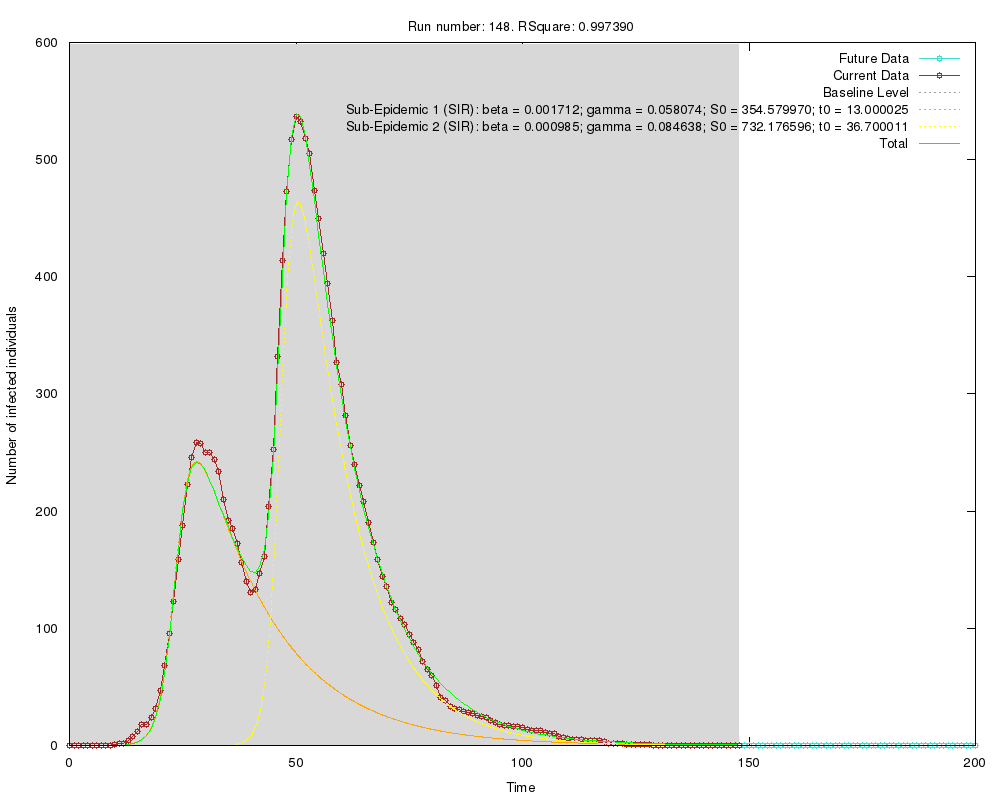 Run number: 148. RSquare: 0.997390
600
500
400
300
200
100
0
Number of infected individuals
Future Data
Current Data
Baseline Level
Sub-Epidemic 1 (SIR): beta = 0.001712; gamma = 0.058074; S0 = 354.579970; t0 = 13.000025
Sub-Epidemic 2 (SIR): beta = 0.000985; gamma = 0.084638; S0 = 732.176596; t0 = 36.700011
Total
0 50 100 150 200
Time